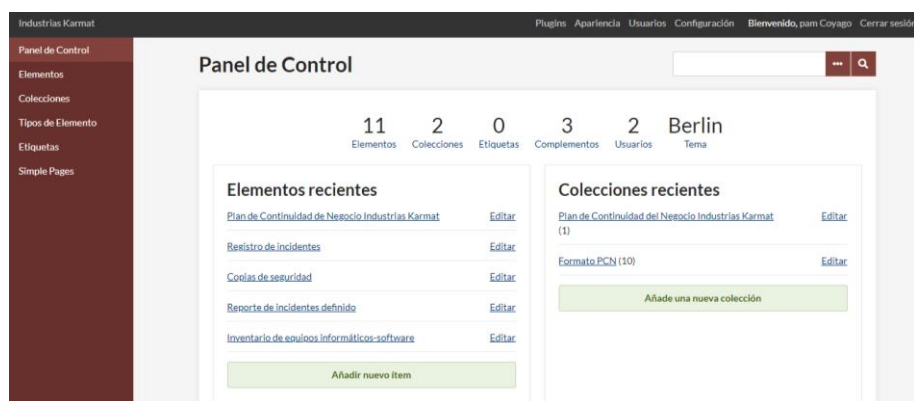 Industrias Karmat
Plugins Apariencia Usuarios Configuración Bienvenido, pam Coyago Cerrar sesión
Panel de Control
Elementos
Colecciones
Tipos de Elemento
Etiquetas
Simple Pages
Panel de Control
11 2 0 3 2 Berlin
Elementos Colecciones Etiquetas Complementos Usuarios Tema
Elementos recientes
Plan de Continuidad de Negocio Industrias Karmat Editar
Registro de incidentes Editar
Copias de seguridad Editar
Reporte de incidentes definido Editar
Inventario de equipos informáticos-software Editar
Añadir nuevo ítem
Colecciones recientes
Plan de Continuidad del Negocio Industrias Karmat Editar
(1)
Formato PCN (10) Editar
Añade una nueva colección